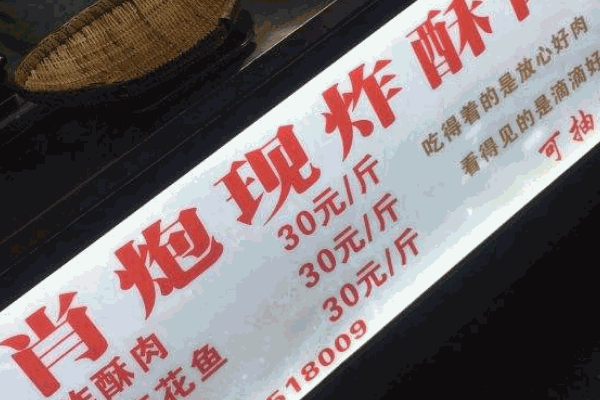 肖炮现炸酥
炸酥肉 30元/斤
花鱼 30元/斤
30元/斤
518009
吃得着的是放心好肉
看得见的是滴滴好
可抽